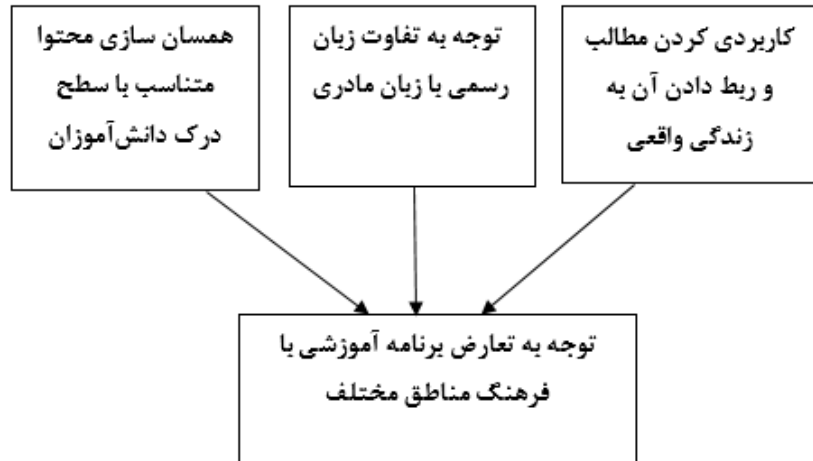 کاربردی کردن مطالب
و ربط دادن آن به
زندگی واقعی
توجه به تفاوت زبان
رسمی با زبان مادری
همسان سازی محتوا
متناسب با سطح
درک دانش‌آموزان
توجه به تعارض برنامه آموزشی با
فرهنگ مناطق مختلف